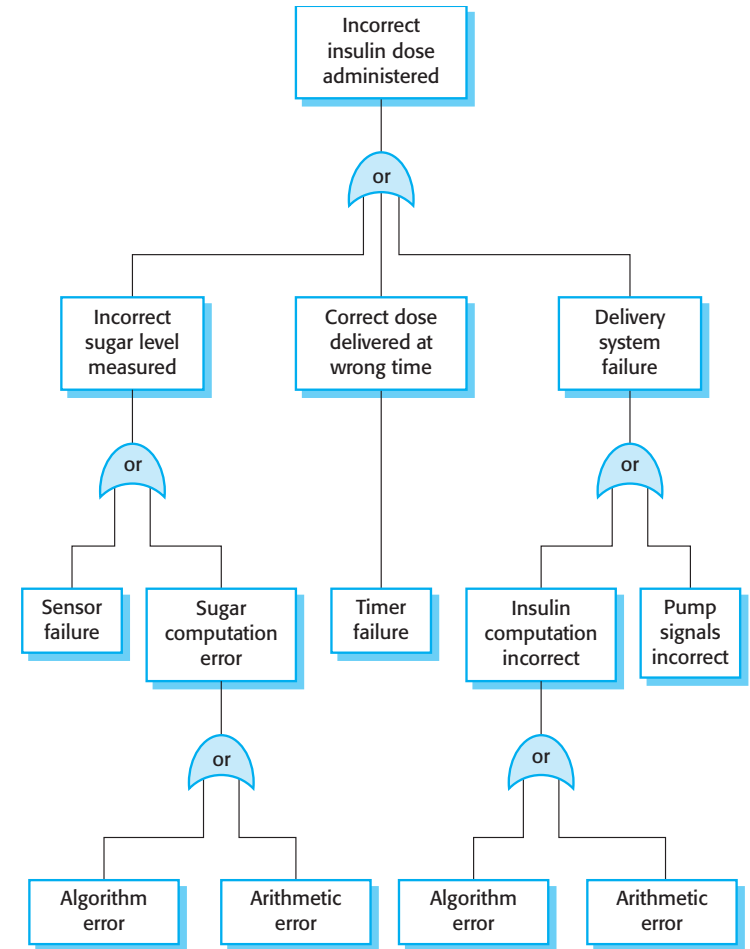 Incorrect
insulin dose
administered
or
Incorrect
sugar level
measured
Correct dose
delivered at
wrong time
Delivery
system
failure
or
or
Sensor
failure
Sugar
computation
error
Timer
failure
Insulin
computation
incorrect
Pump
signals
incorrect
or
or
Algorithm
error
Arithmetic
error
Algorithm
error
Arithmetic
error